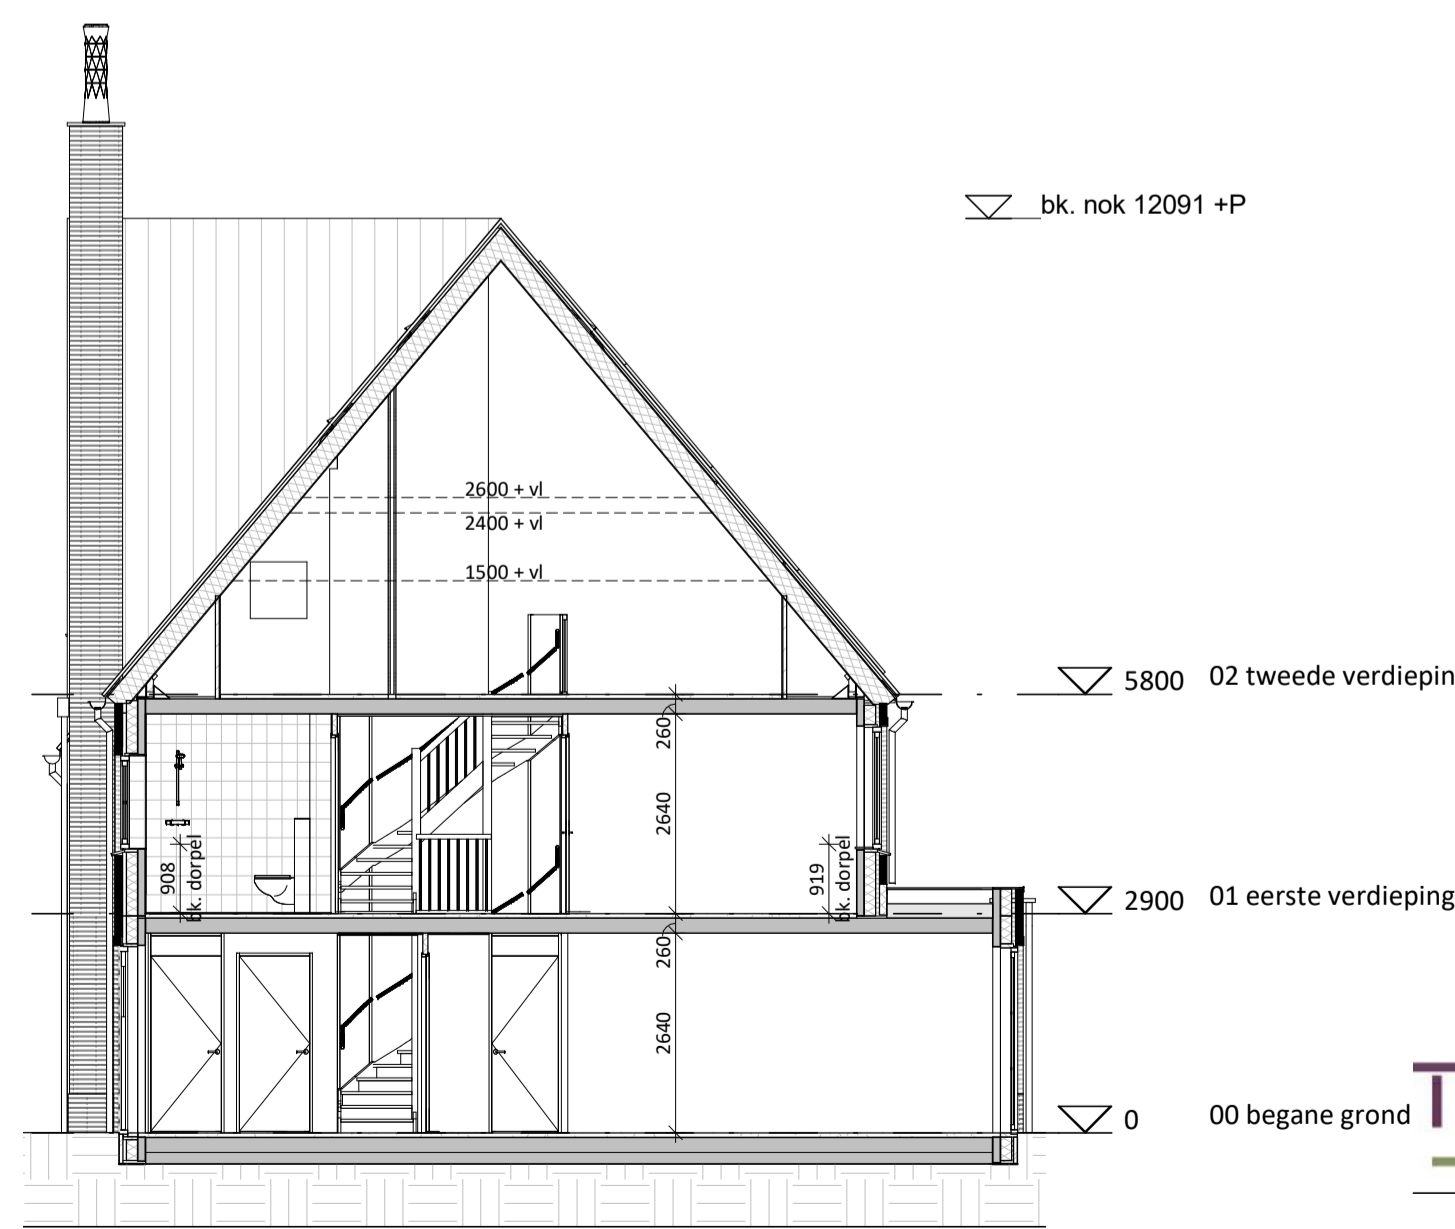 bk. nok 12091 +P
2600 + vl
2400 + vl
1500 + vl
5800 02 tweede verdiepin
260
2640
908
bk. dorpel
919
bk. dorpel
2900 01 eerste verdieping
260
2640
0 00 begane grond
T